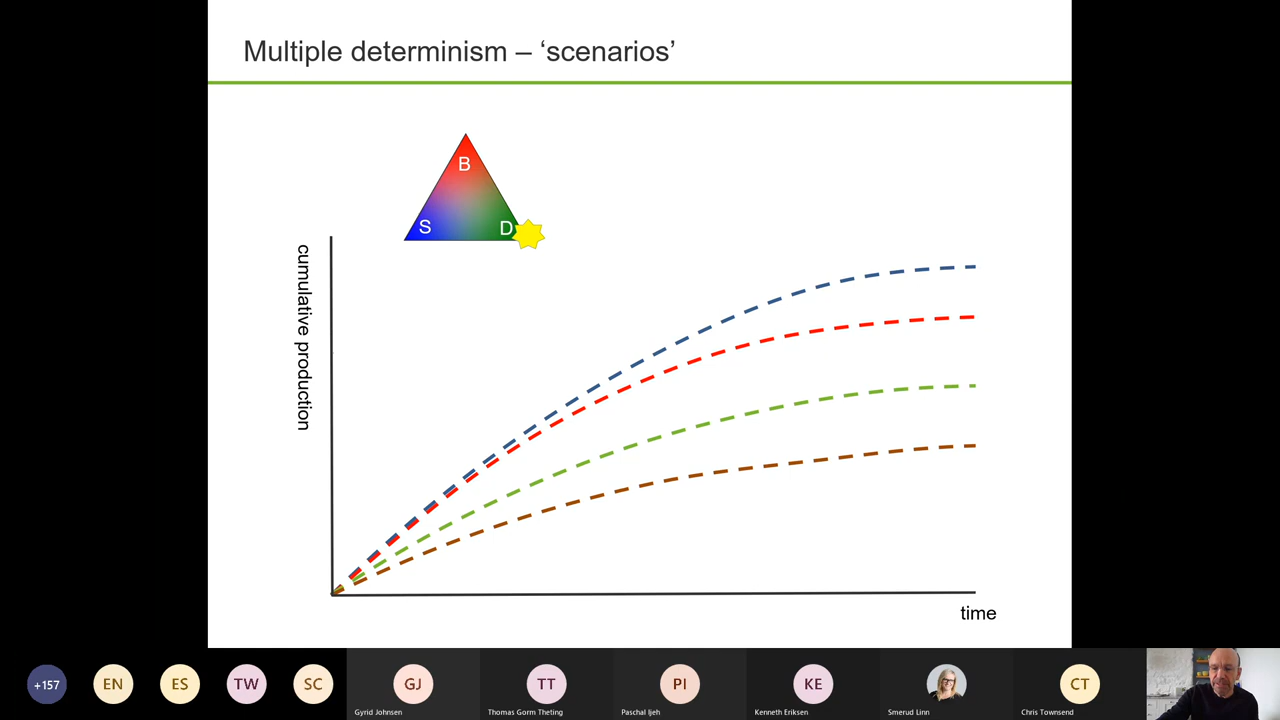 Multiple determinism – ‘scenarios’
B
S
D
cumulative production
time
+157
EN
ES
TW
SC
GJ
TT
PI
KE
CT
Gyrid Johnsen
Thomas Gorm Theting
Paschal Ijeh
Kenneth Eriksen
Smerud Linn
Chris Townsend